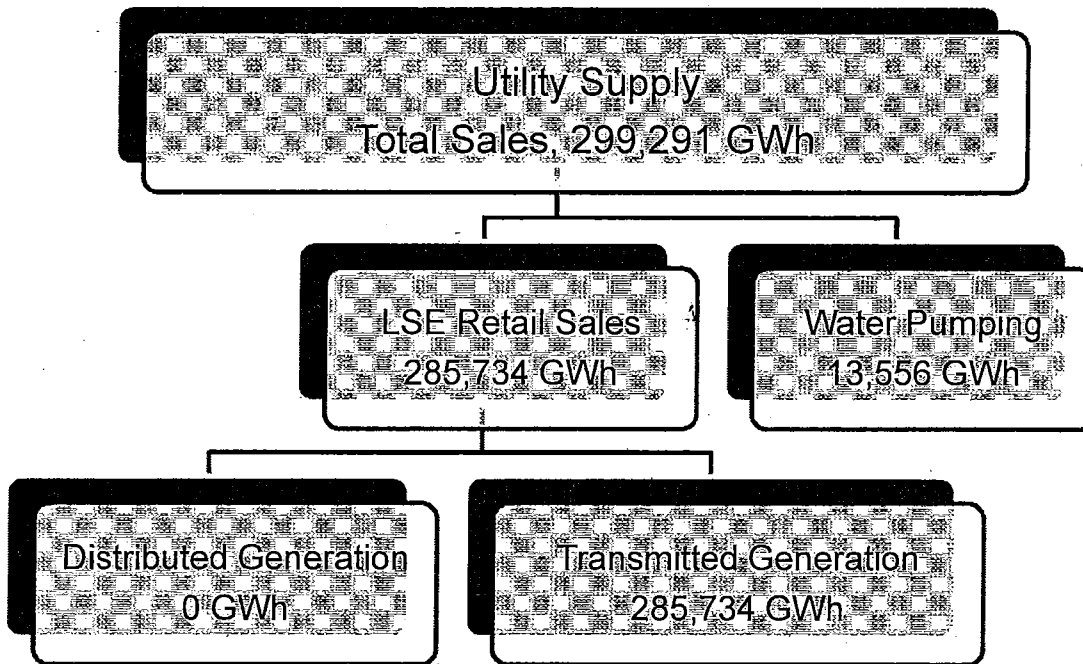 Utility Supply
Total Sales, 299,291 GWh
LSE Retail Sales
285,734 GWh
Water Pumping
13,556 GWh
Distributed Generation
0 GWh
Transmitted Generation
285,734 GWh